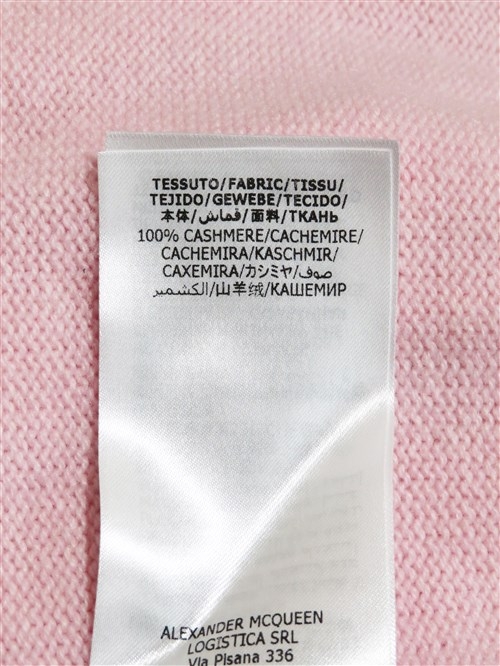 TESSUTO/FABRIC/TISSU/
TEJIDO/GEWEBE/TECIDO/
本体/قماش/面料/ТКАНЬ
100% CASHMERE/CACHEMIRE/
CACHEMIRA/KASCHMIR/
CAXEMIRA/カシミヤ/صوف
الكشمير/山羊绒/КАШЕМИР
ALEXANDER MCQUEEN
LOGISTICA SRL
Via Pisana 336